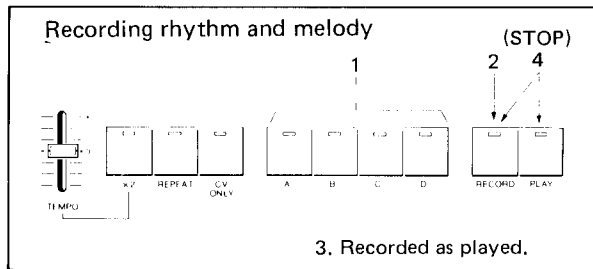 Recording rhythm and melody
(STOP)
1 2 4
x2 REPEAT CV ONLY A B C D RECORD PLAY
TEMPO
3. Recorded as played.